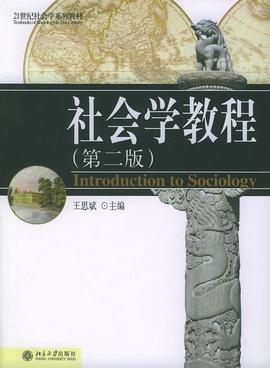 21世纪社会学系列教材
Textbooks of Sociology in 21st Century
社会学教程
（第二版）
Introduction to Sociology
王思斌 ⊙主编
北京大学出版社
PEKING UNIVERSITY PRESS